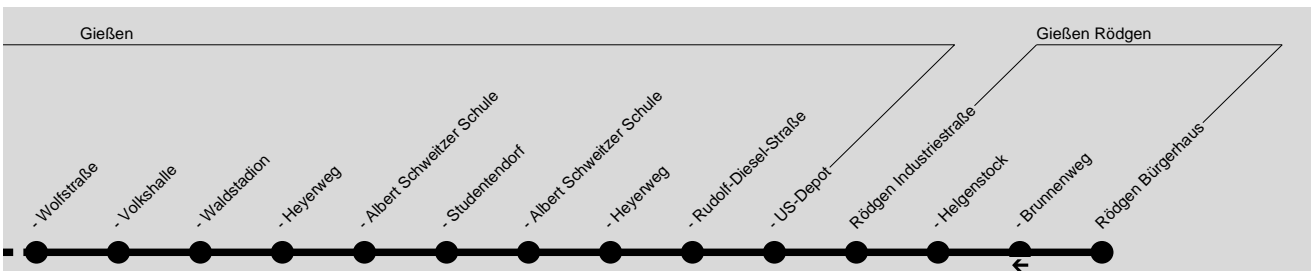 Gießen
Gießen Rödgen
- Wolfstraße
- Volkshalle
- Waldstadion
- Heyerweg
- Albert Schweitzer Schule
- Studentendorf
- Albert Schweitzer Schule
- Heyerweg
- Rudolf-Diesel-Straße
- US-Depot
Rödgen Industriestraße
- Helgenstock
- Brunnenweg
Rödgen Bürgerhaus